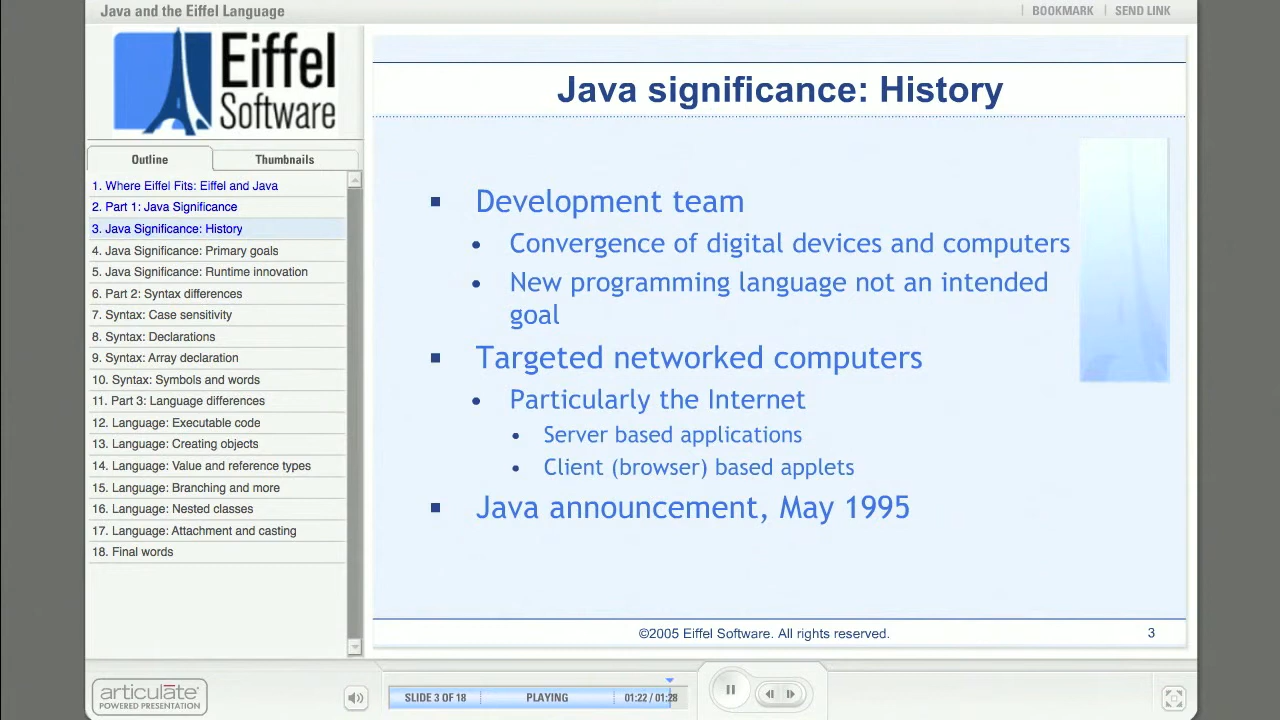 Java and the Eiffel Language
BOOKMARK
SEND LINK
Eiffel
Software
Outline
Thumbnails
1. Where Eiffel Fits: Eiffel and Java
2. Part 1: Java Significance
3. Java Significance: History
4. Java Significance: Primary goals
5. Java Significance: Runtime innovation
6. Part 2: Syntax differences
7. Syntax: Case sensitivity
8. Syntax: Declarations
9. Syntax: Array declaration
10. Syntax: Symbols and words
11. Part 3: Language differences
12. Language: Executable code
13. Language: Creating objects
14. Language: Value and reference types
15. Language: Branching and more
16. Language: Nested classes
17. Language: Attachment and casting
18. Final words
Java significance: History
Development team
Convergence of digital devices and computers
New programming language not an intended
goal
Targeted networked computers
Particularly the Internet
Server based applications
Client (browser) based applets
Java announcement, May 1995
©2005 Eiffel Software. All rights reserved.
3
articulate
POWERED PRESENTATION
SLIDE 3 OF 18
PLAYING
01:22 / 01:28